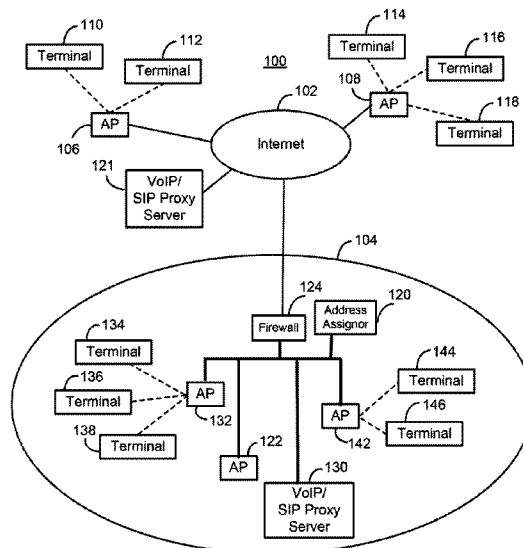 110
112
114
116
Terminal
Terminal
Terminal
Terminal
100
102
108
118
AP
AP
Terminal
106
Internet
121
VoIP/
SIP Proxy
Server
104
124
120
Firewall
Address
Assignor
134
Terminal
144
136
Terminal
AP
Terminal
132
146
138
AP
Terminal
Terminal
122
142
130
AP
VoIP/
SIP Proxy
Server